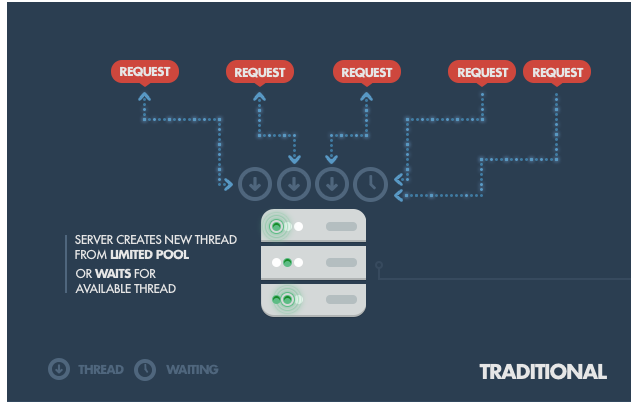 REQUEST REQUEST REQUEST REQUEST REQUEST
SERVER CREATES NEW THREAD
FROM LIMITED POOL
OR WAITS FOR
AVAILABLE THREAD
THREAD WAITING
TRADITIONAL